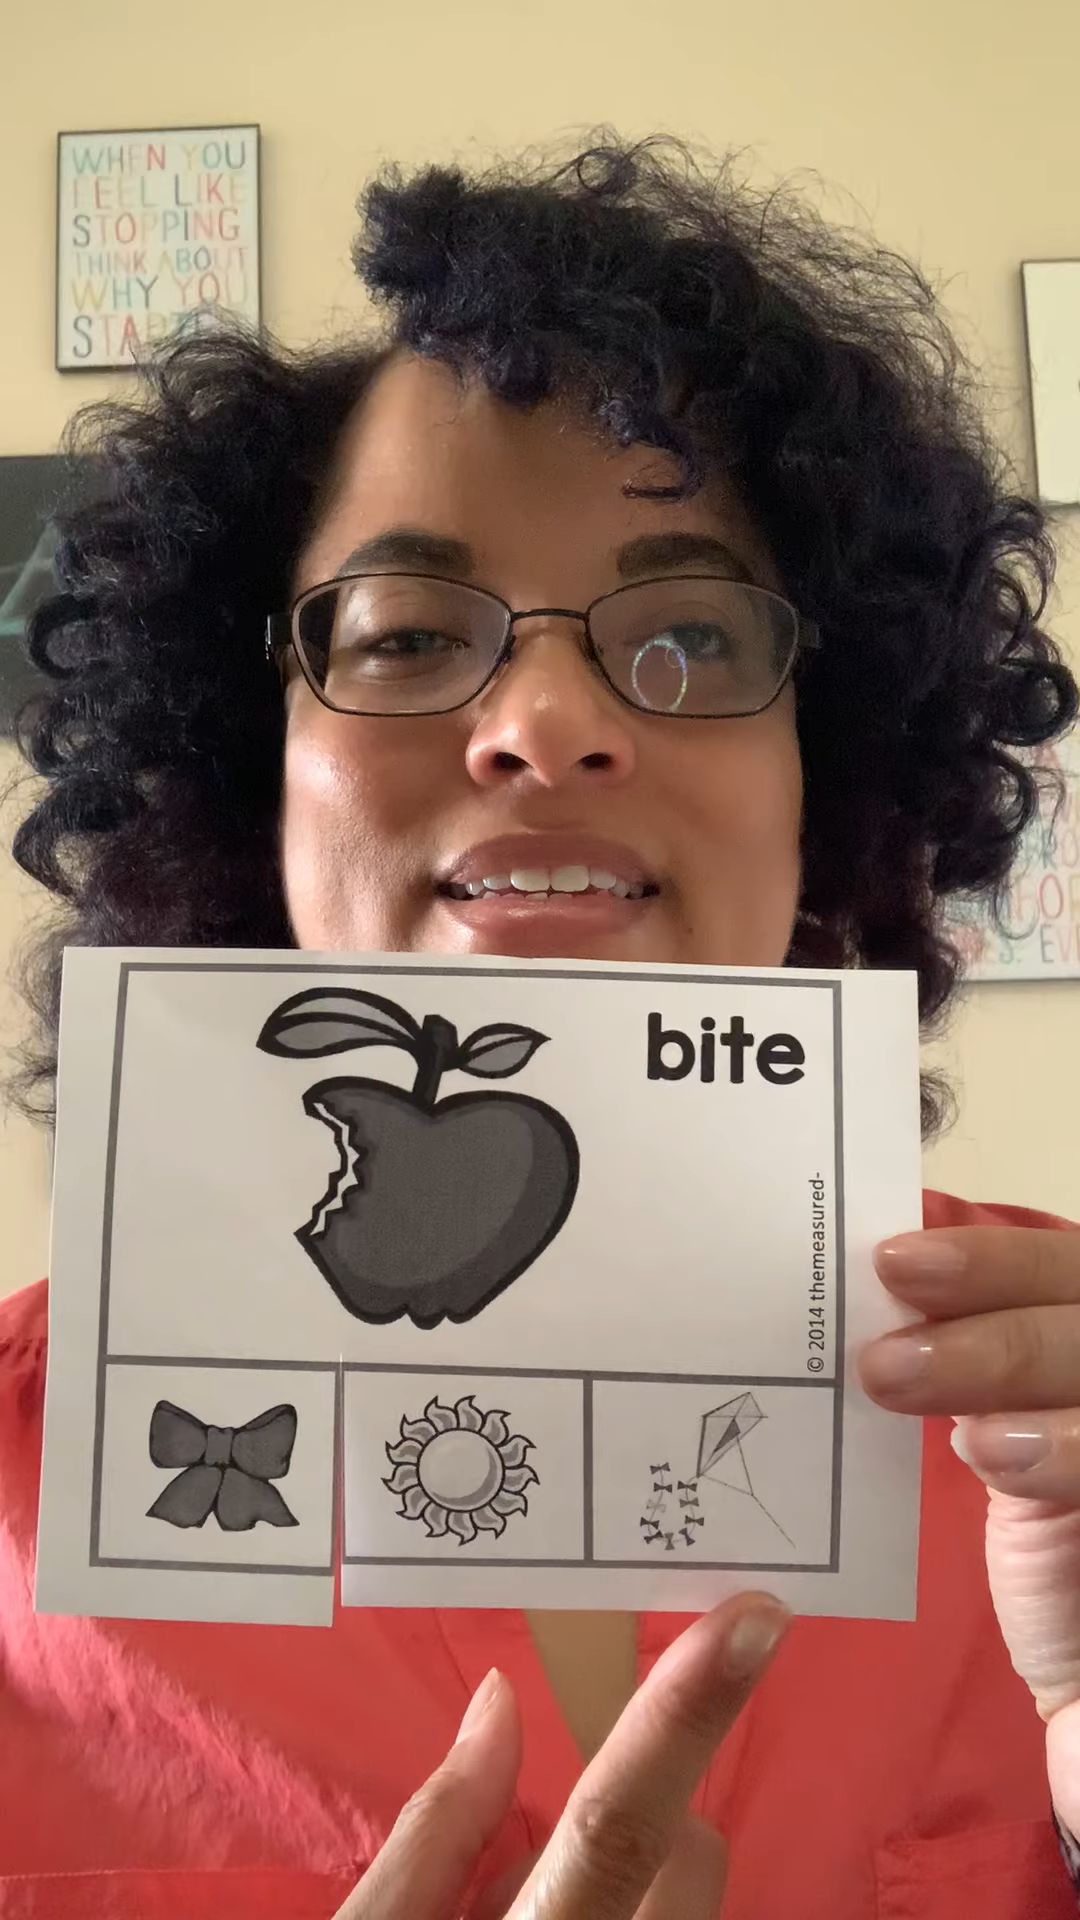 WHEN YOU
FEEL LIKE
STOPPING
THINK ABOUT
WHY YOU
bite
© 2014 themeasured-